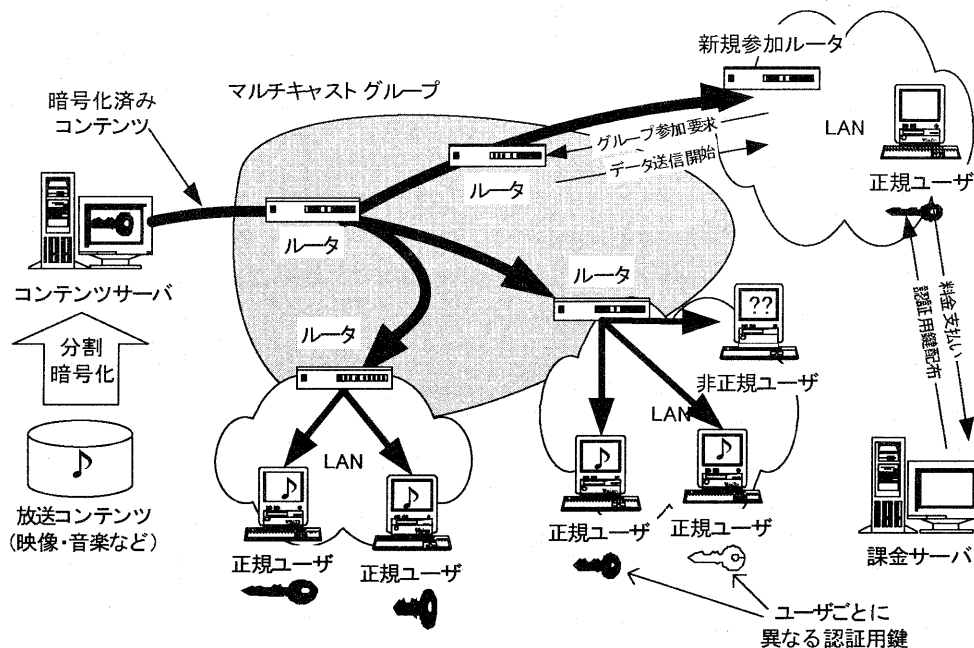 暗号化済み
コンテンツ
マルチキャスト グループ
新規参加ルータ
LAN
正規ユーザ
グループ参加要求
データ送信開始
ルータ
ルータ
ルータ
ルータ
コンテンツサーバ
分割
暗号化
放送コンテンツ
(映像・音楽など)
LAN
正規ユーザ
正規ユーザ
??
非正規ユーザ
LAN
正規ユーザ
正規ユーザ
料金支払い
認証用鍵配布
課金サーバ
ユーザごとに
異なる認証用鍵